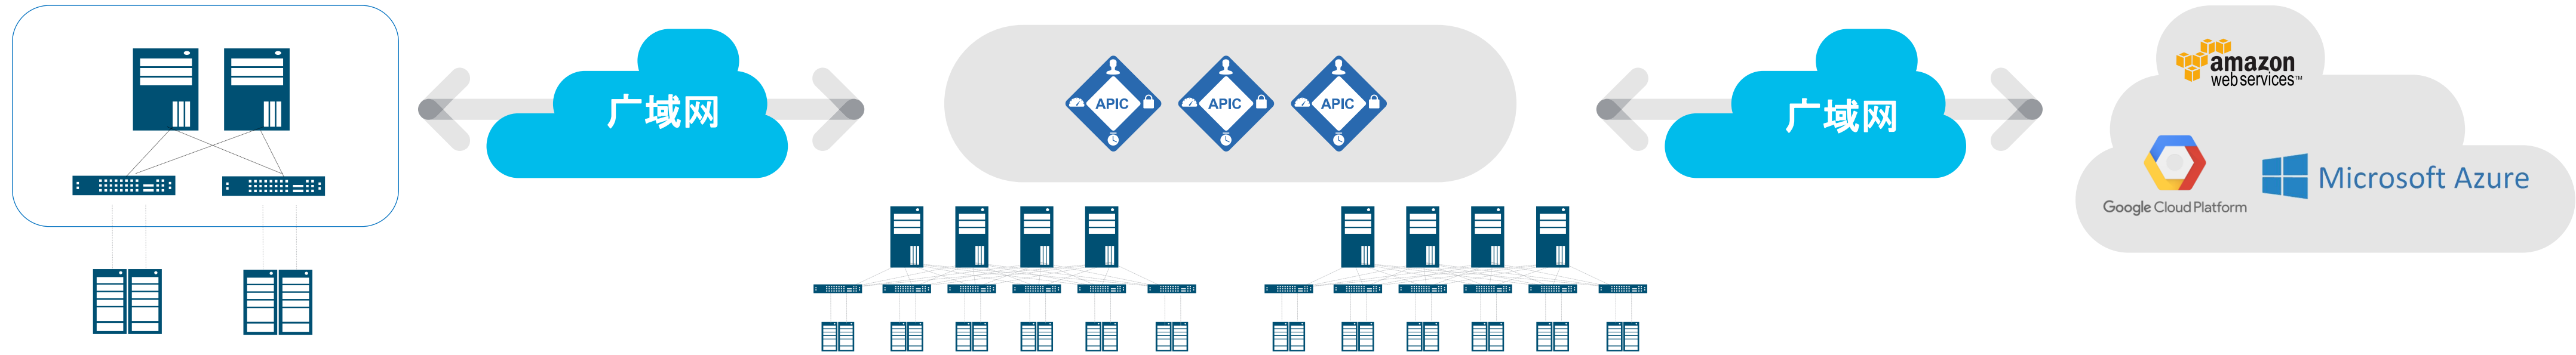 广域网
APIC
APIC
APIC
广域网
amazon
web services™
Google Cloud Platform
Microsoft Azure